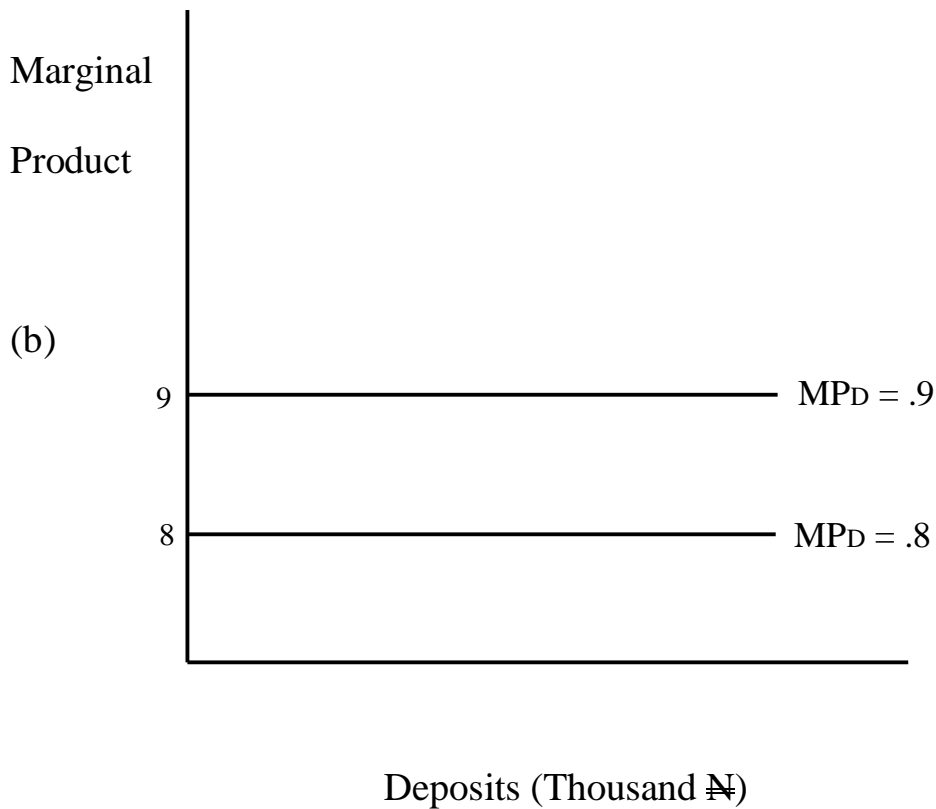 Marginal
Product
(b)
9
MPD = .9
8
MPD = .8
Deposits (Thousand ₦)